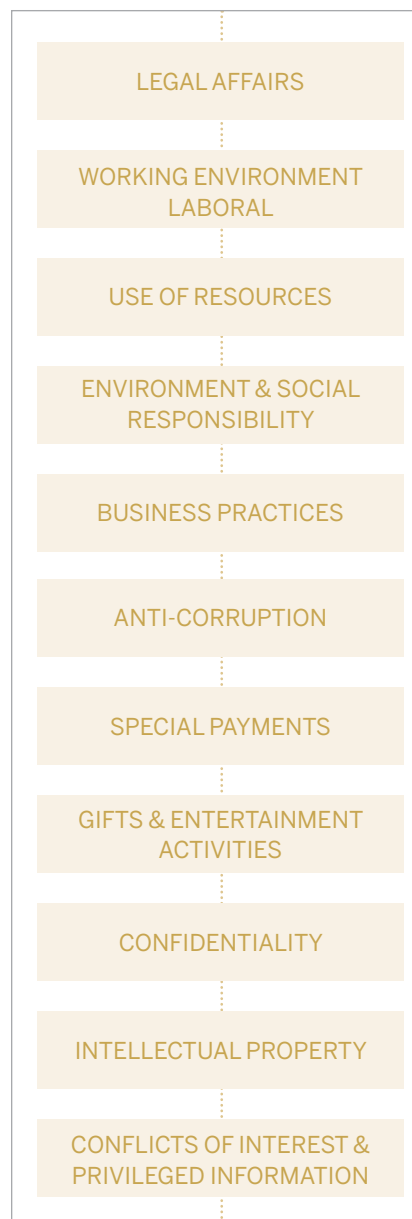 LEGAL AFFAIRS
WORKING ENVIRONMENT
LABORAL
USE OF RESOURCES
ENVIRONMENT & SOCIAL
RESPONSIBILITY
BUSINESS PRACTICES
ANTI-CORRUPTION
SPECIAL PAYMENTS
GIFTS & ENTERTAINMENT
ACTIVITIES
CONFIDENTIALITY
INTELLECTUAL PROPERTY
CONFLICTS OF INTEREST &
PRIVILEGED INFORMATION